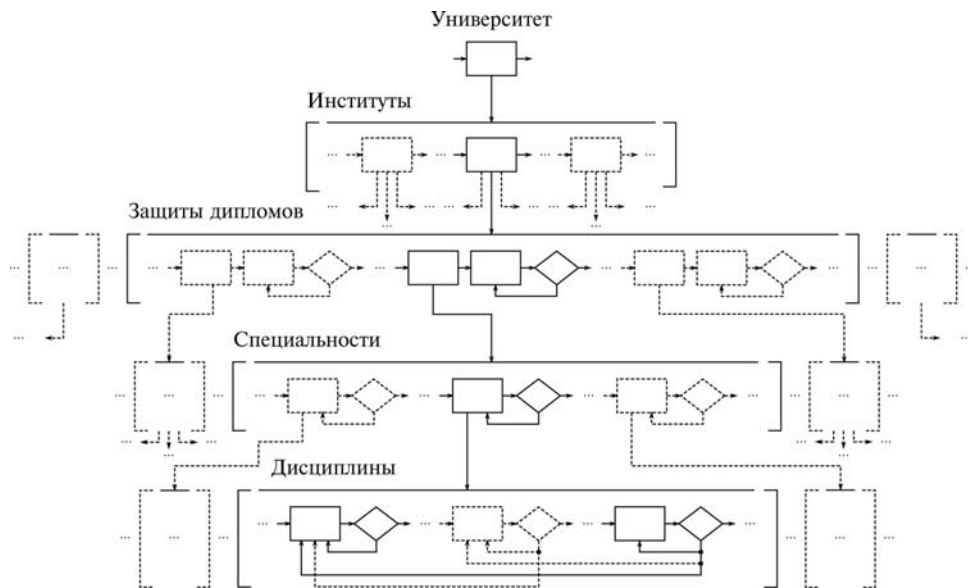 Университет
Институты
Защиты дипломов
Специальности
Дисциплины